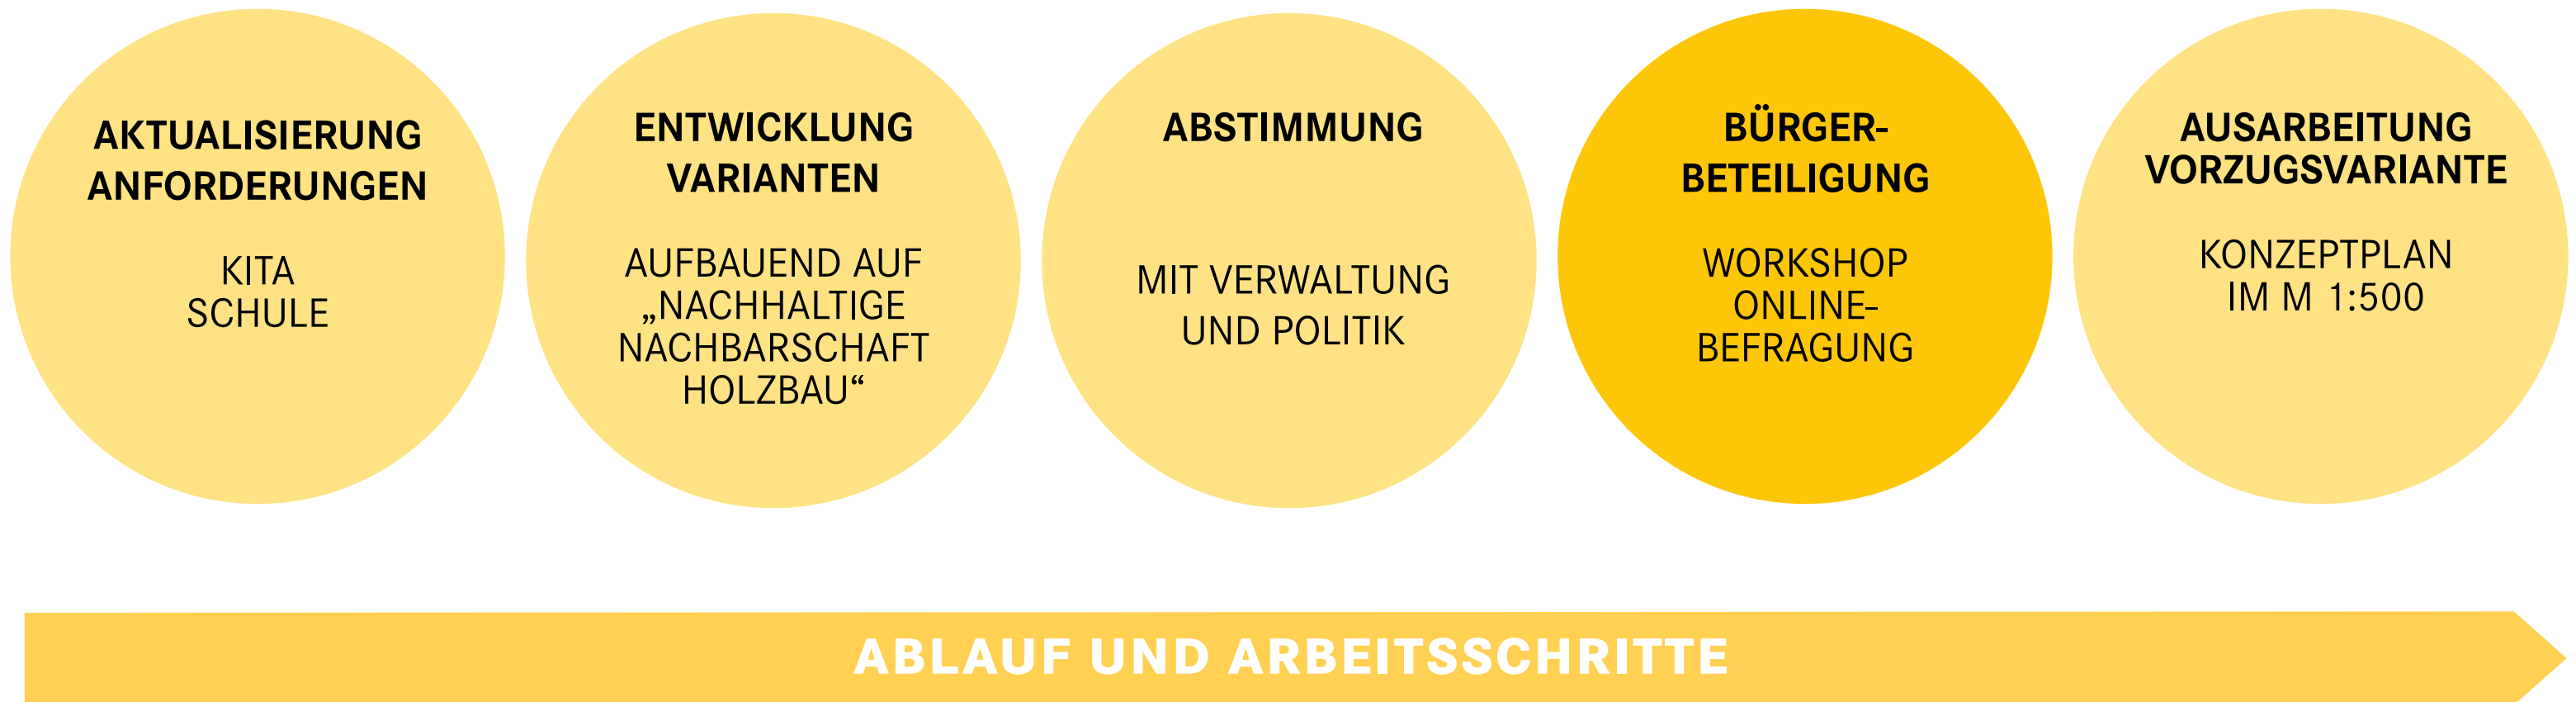 AKTUALISIERUNG
ANFORDERUNGEN
KITA
SCHULE
ENTWICKLUNG
VARIANTEN
AUFBAUEND AUF
„NACHHALTIGE
NACHBARSCHAFT
HOLZBAU“
ABSTIMMUNG
MIT VERWALTUNG
UND POLITIK
BÜRGER-
BETEILIGUNG
WORKSHOP
ONLINE-
BEFRAGUNG
AUSARBEITUNG
VORZUGSVARIANTE
KONZEPTPLAN
IM M 1:500
ABLAUF UND ARBEITSSCHRITTE